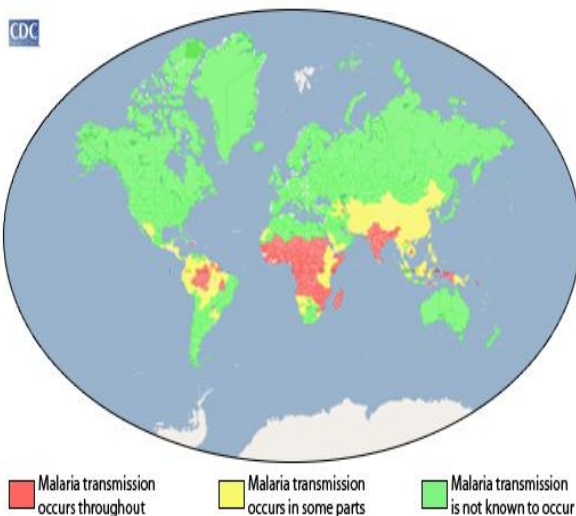 CDC
Malaria transmission
occurs throughout
Malaria transmission
occurs in some parts
Malaria transmission
is not known to occur